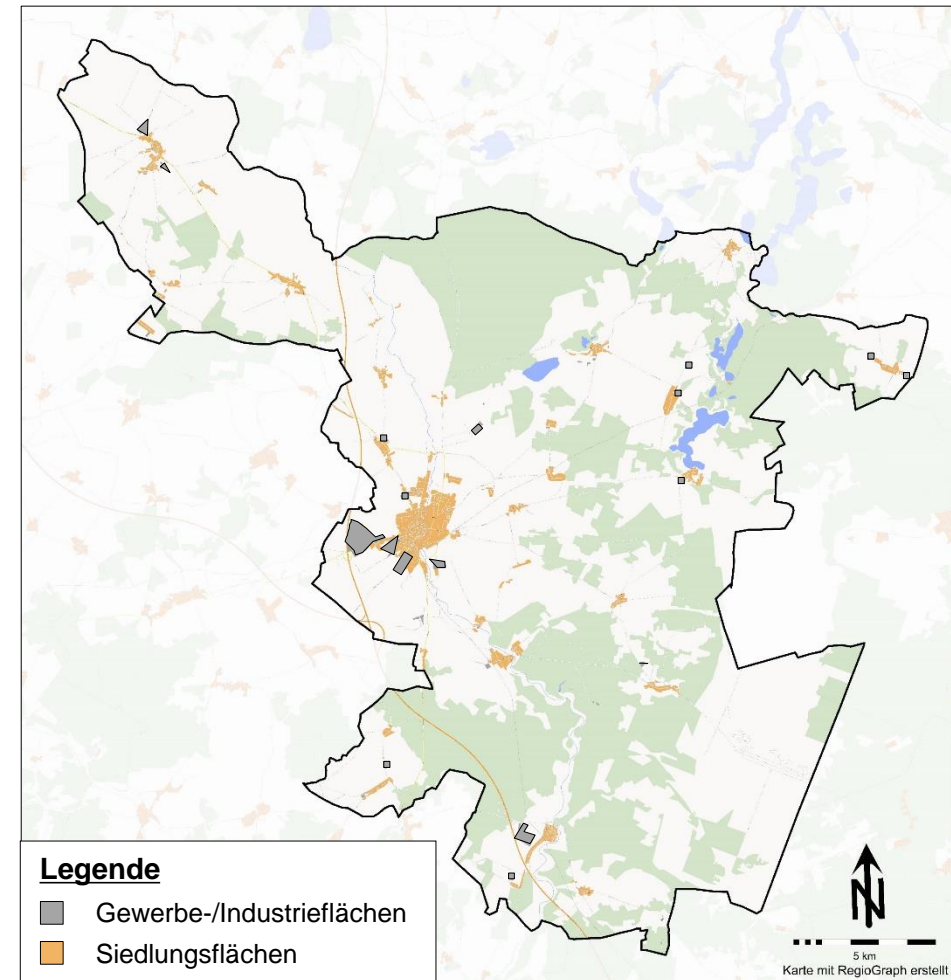 Legende
Gewerbe-/Industrieflächen
Siedlungsflächen
N
5 km
Karte mit RegioGraph erstellt